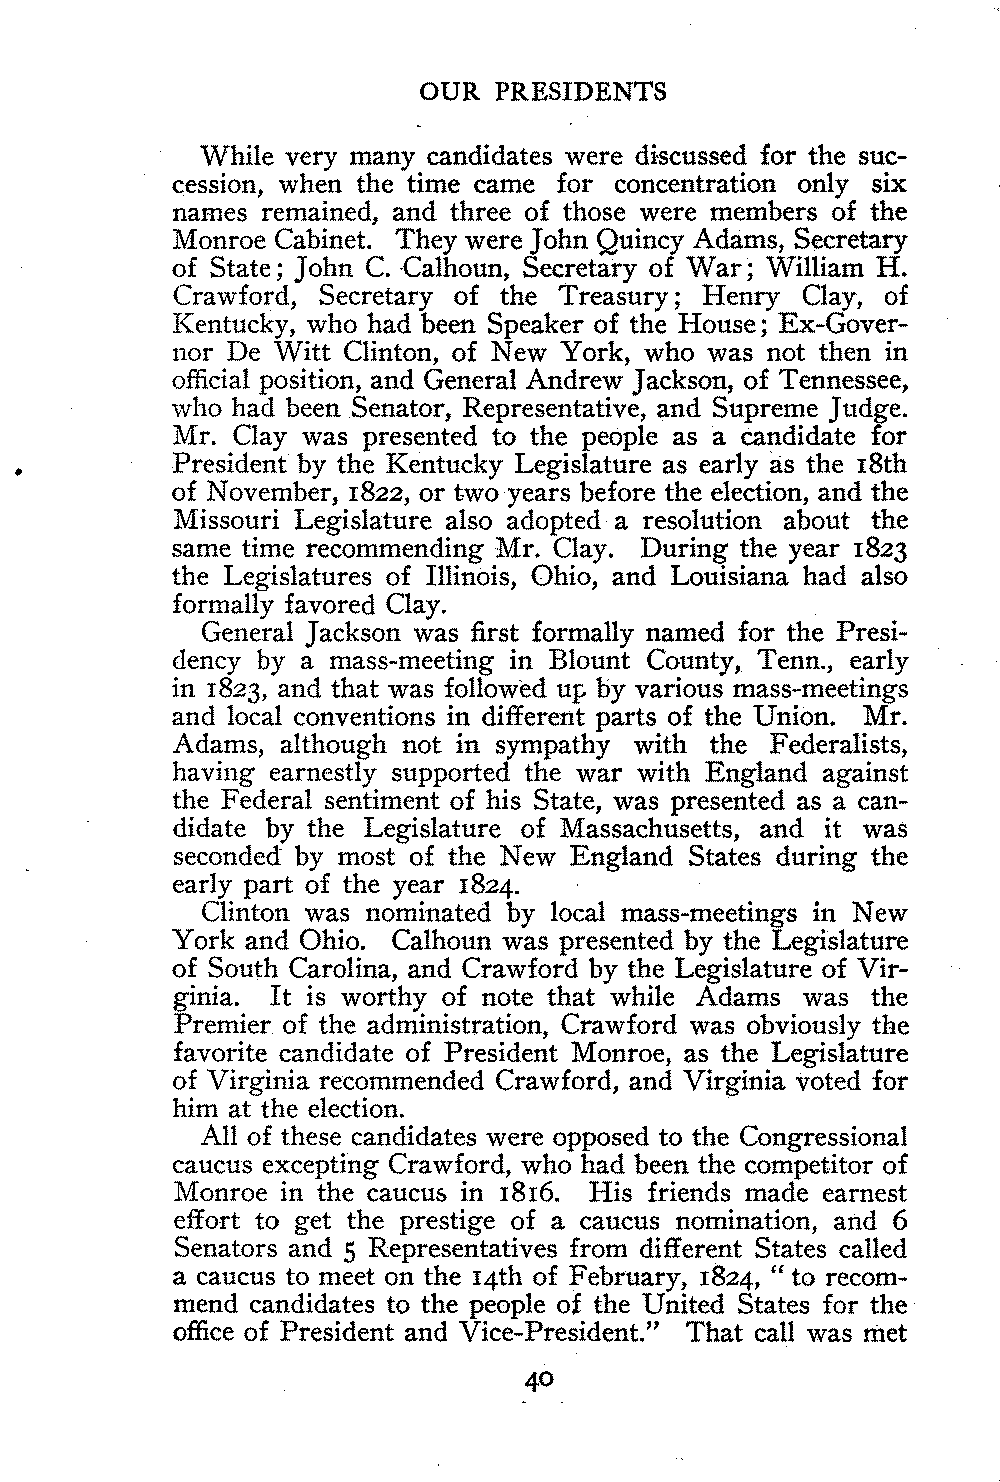 OUR PRESIDENTS
While very many candidates were discussed for the suc-
cession, when the time came for concentration only six
names remained, and three of those were members of the
Monroe Cabinet. They were John Quincy Adams, Secretary
of State; John C. Calhoun, Secretary of War; William H.
Crawford, Secretary of the Treasury; Henry Clay, of
Kentucky, who had been Speaker of the House; Ex-Gover-
nor De Witt Clinton, of New York, who was not then in
official position, and General Andrew Jackson, of Tennessee,
who had been Senator, Representative, and Supreme Judge.
Mr. Clay was presented to the people as a candidate for
President by the Kentucky Legislature as early as the 18th
of November, 1822, or two years before the election, and the
Missouri Legislature also adopted a resolution about the
same time recommending Mr. Clay. During the year 1823
the Legislatures of Illinois, Ohio, and Louisiana had also
formally favored Clay.
General Jackson was first formally named for the Presi-
dency by a mass-meeting in Blount County, Tenn., early
in 1823, and that was followed up by various mass-meetings
and local conventions in different parts of the Union. Mr.
Adams, although not in sympathy with the Federalists,
having earnestly supported the war with England against
the Federal sentiment of his State, was presented as a can-
didate by the Legislature of Massachusetts, and it was
seconded by most of the New England States during the
early part of the year 1824.
Clinton was nominated by local mass-meetings in New
York and Ohio. Calhoun was presented by the Legislature
of South Carolina, and Crawford by the Legislature of Vir-
ginia. It is worthy of note that while Adams was the
Premier of the administration, Crawford was obviously the
favorite candidate of President Monroe, as the Legislature
of Virginia recommended Crawford, and Virginia voted for
him at the election.
All of these candidates were opposed to the Congressional
caucus excepting Crawford, who had been the competitor of
Monroe in the caucus in 1816. His friends made earnest
effort to get the prestige of a caucus nomination, and 6
Senators and 5 Representatives from different States called
a caucus to meet on the 14th of February, 1824, " to recom-
mend candidates to the people of the United States for the
office of President and Vice-President." That call was met
40